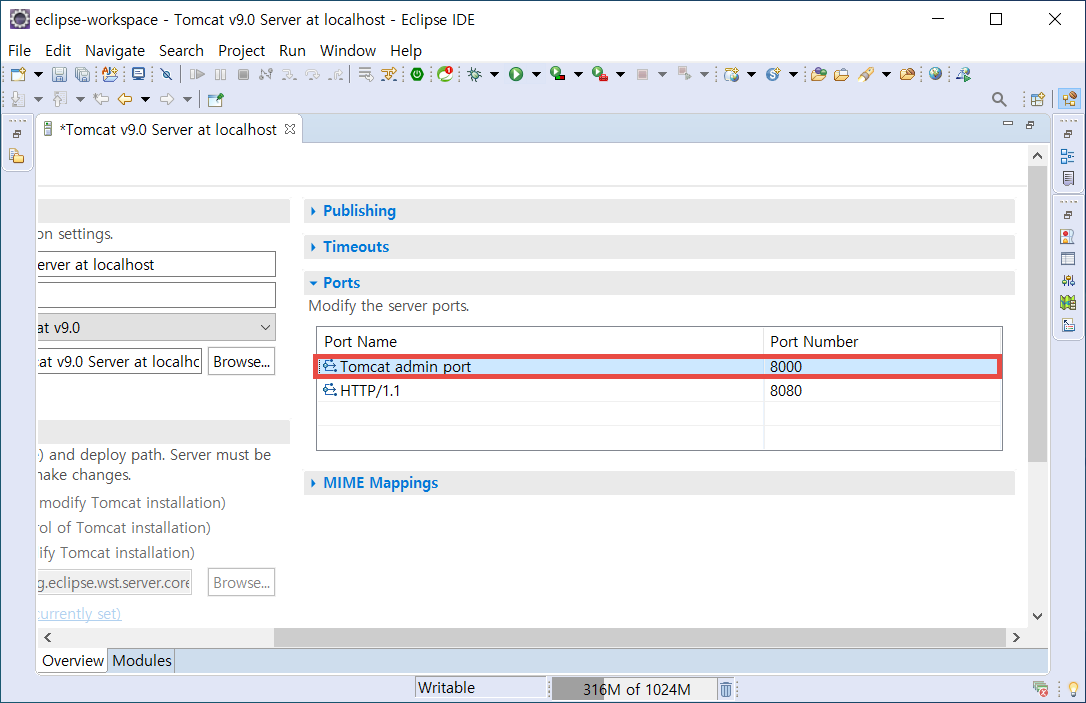 eclipse-workspace - Tomcat v9.0 Server at localhost - Eclipse IDE
File Edit Navigate Search Project Run Window Help
*Tomcat v9.0 Server at localhost
on settings.
erver at localhost
at v9.0
at v9.0 Server at localhc
Browse...
) and deploy path. Server must be
make changes.
modify Tomcat installation)
rol of Tomcat installation)
ify Tomcat installation)
g.eclipse.wst.server.core
Browse...
currently set)
Publishing
Timeouts
Ports
Modify the server ports.
Port Name Port Number
Tomcat admin port 8000
HTTP/1.1 8080
MIME Mappings
Overview Modules
Writable 316M of 1024M